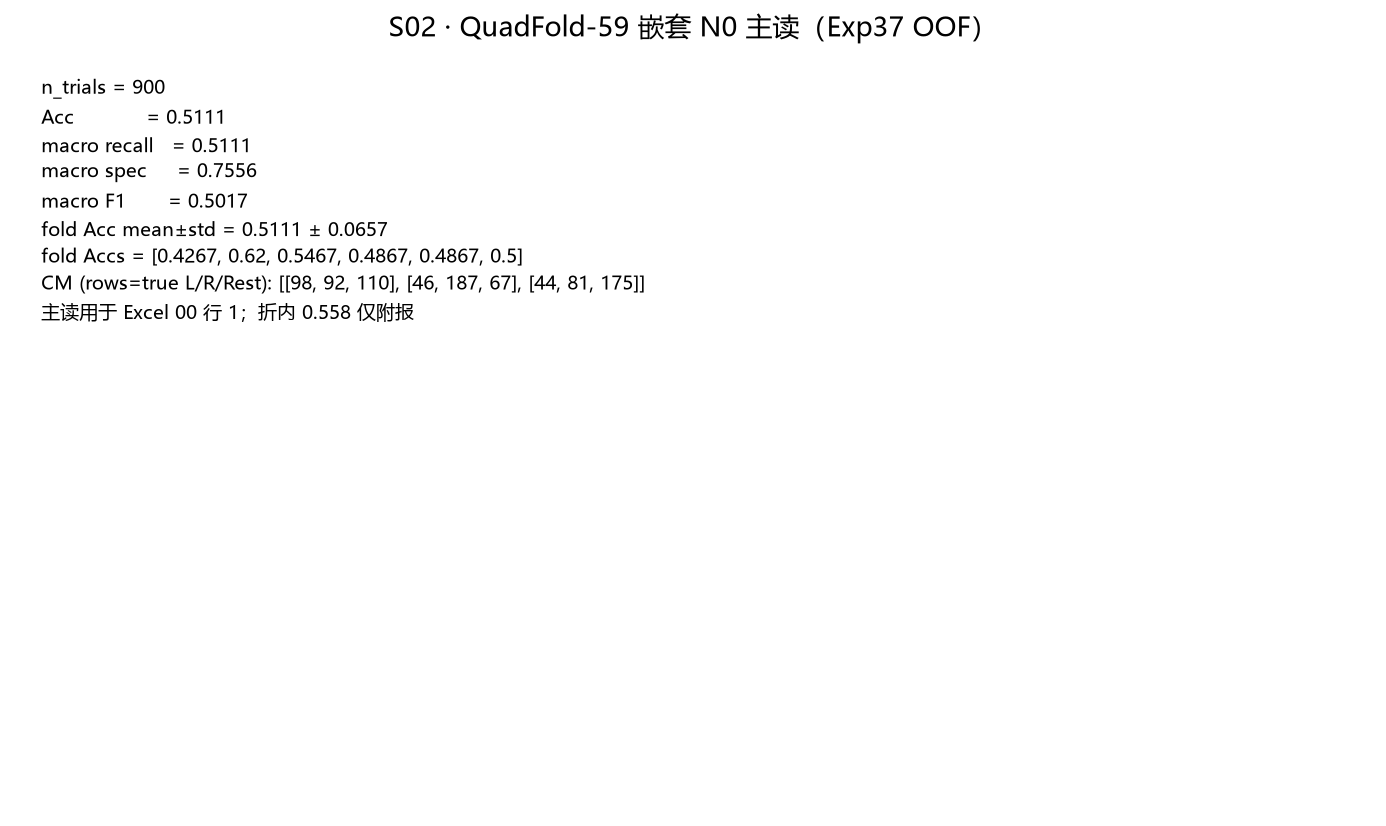 S02 · QuadFold-59 嵌套 N0 主读（Exp37 OOF）
n_trials = 900
Acc = 0.5111
macro recall = 0.5111
macro spec = 0.7556
macro F1 = 0.5017
fold Acc mean±std = 0.5111 ± 0.0657
fold Accs = [0.4267, 0.62, 0.5467, 0.4867, 0.4867, 0.5]
CM (rows=true L/R/Rest): [[98, 92, 110], [46, 187, 67], [44, 81, 175]]
主读用于 Excel 00 行 1；折内 0.558 仅附报